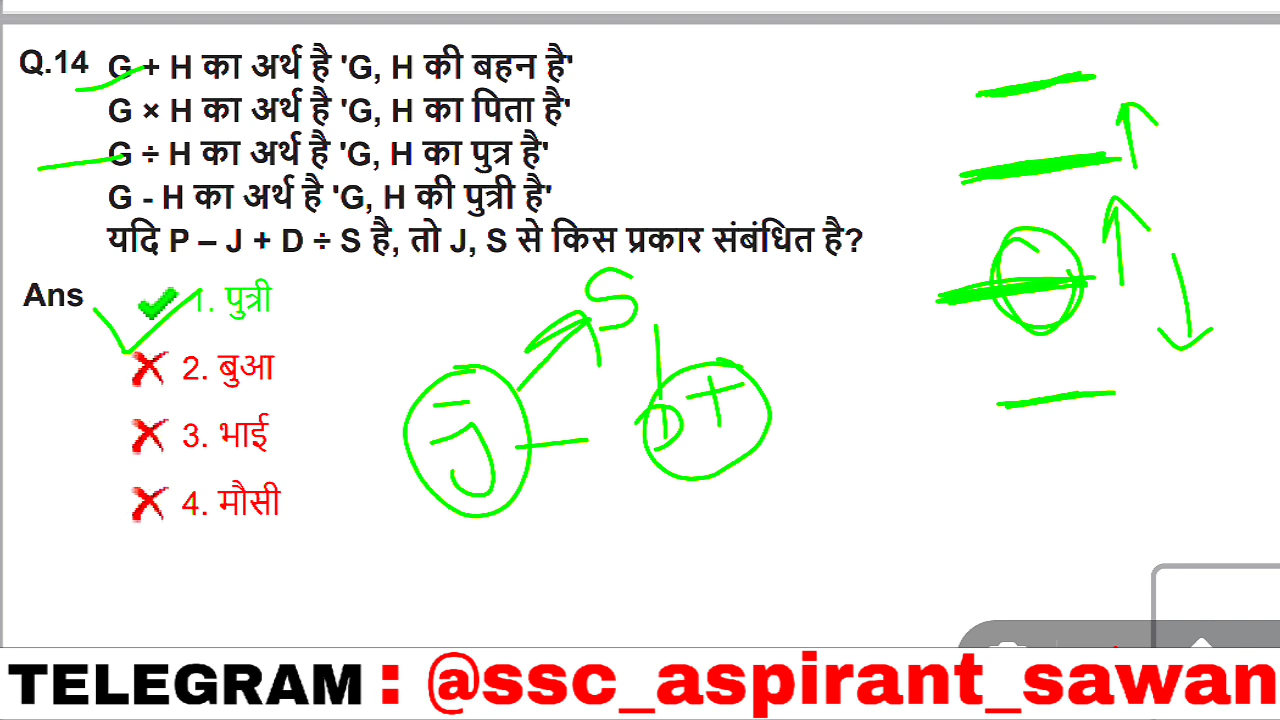 Q.14 G + H का अर्थ है 'G, H की बहन है'
G × H का अर्थ है 'G, H का पिता है'
G ÷ H का अर्थ है 'G, H का पुत्र है'
G - H का अर्थ है 'G, H की पुत्री है'
यदि P – J + D ÷ S है, तो J, S से किस प्रकार संबंधित है?
Ans 1. पुत्री
2. बुआ
3. भाई
4. मौसी
S
J D +
TELEGRAM : @ssc_aspirant_sawan